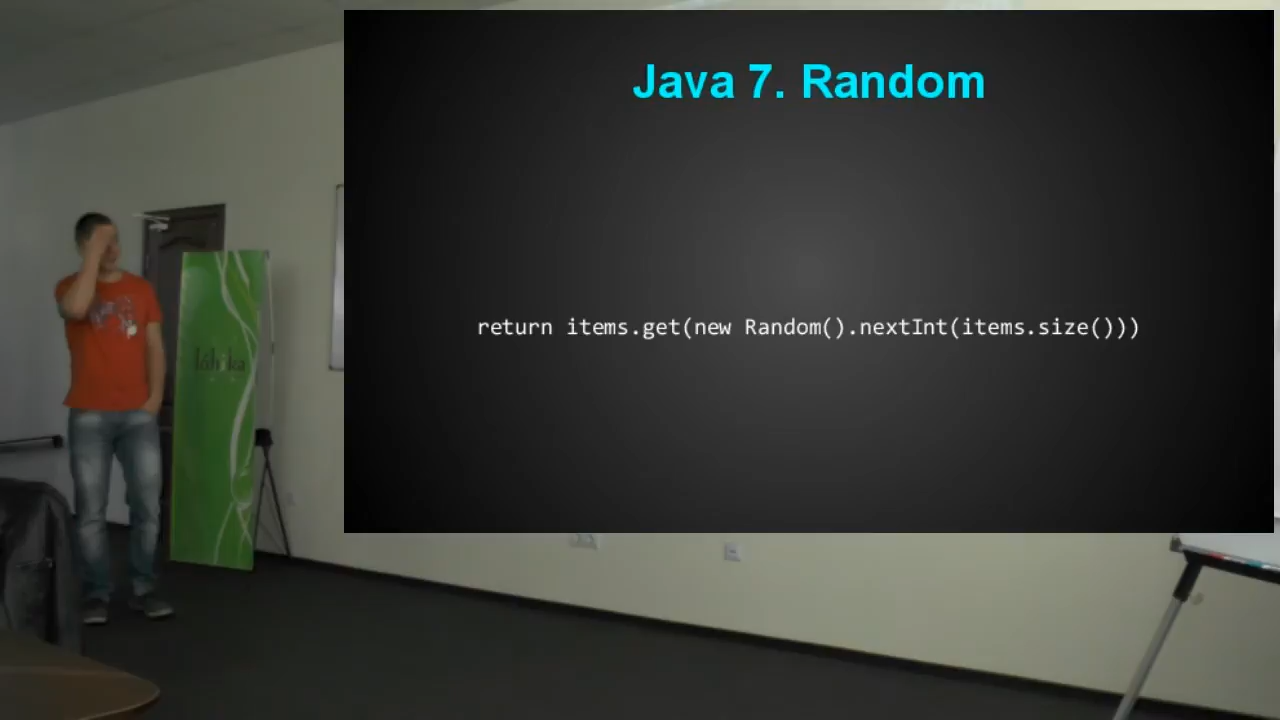 Java 7. Random
return items.get(new Random().nextInt(items.size()))